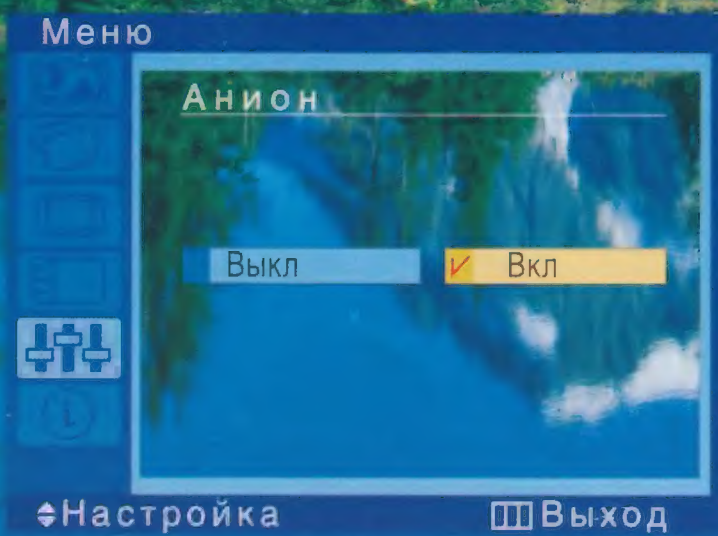 Меню
Анион
Выкл
Вкл
Настройка
Выход